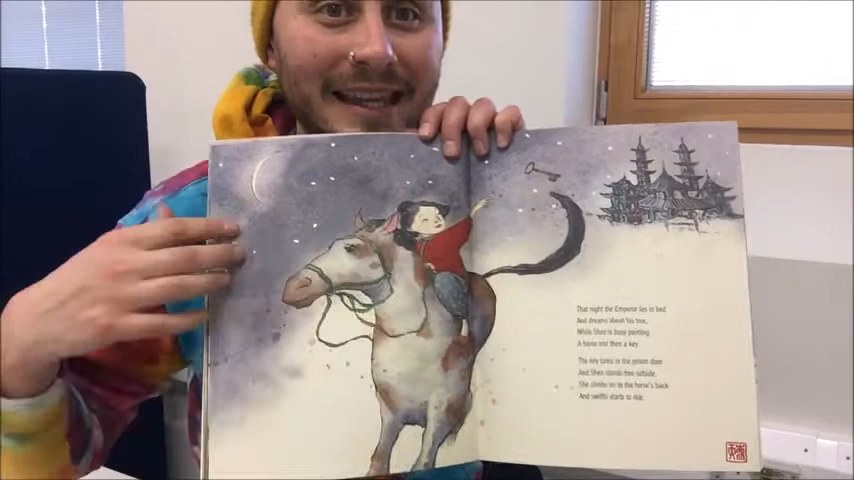 That night the Emperor lies in bed
And dreams about his tree,
While Shen is busy painting
A horse and then a key.
The key turns in the prison door
And Shen stands free outside.
She climbs on to the horse's back
And swiftly starts to ride.